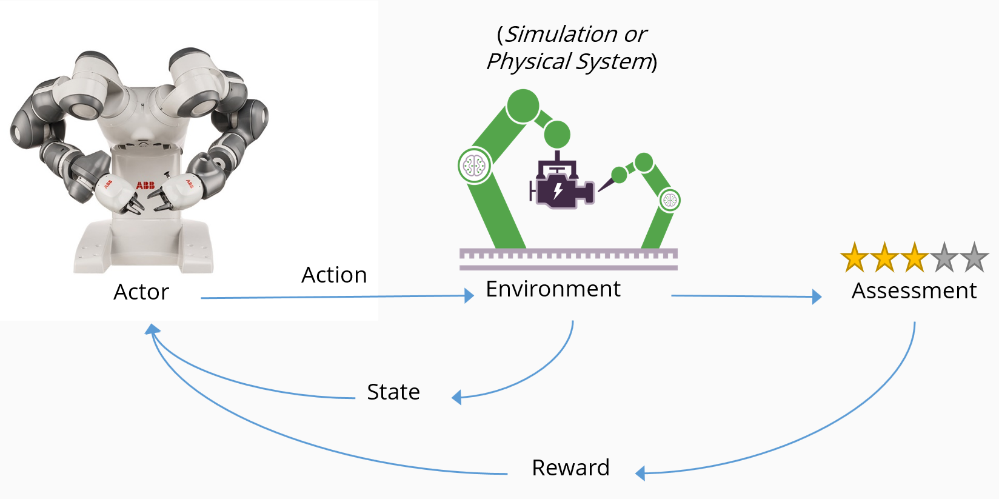 (Simulation or
Physical System)
ABB
ABB
ABB
Action
Actor
Environment
Assessment
State
Reward